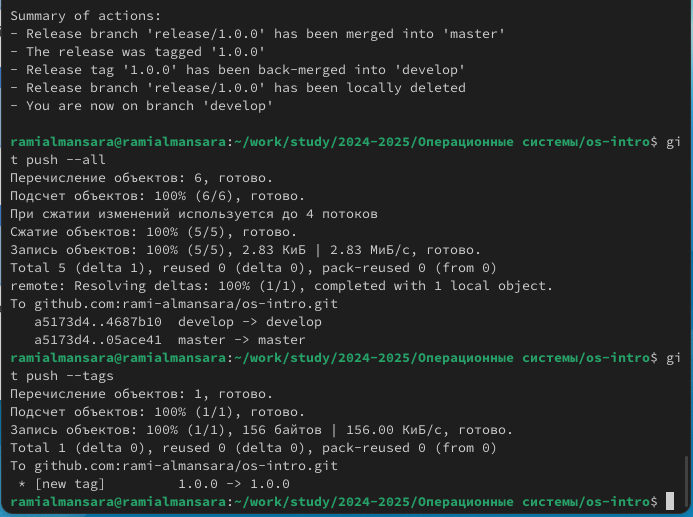 Summary of actions:
- Release branch 'release/1.0.0' has been merged into 'master'
- The release was tagged '1.0.0'
- Release tag '1.0.0' has been back-merged into 'develop'
- Release branch 'release/1.0.0' has been locally deleted
- You are now on branch 'develop'
ramialmansara@ramialmansara:~/work/study/2024-2025/Операционные системы/os-intro$ gi
t push --all
Перечисление объектов: 6, готово.
Подсчет объектов: 100% (6/6), готово.
При сжатии изменений используется до 4 потоков
Сжатие объектов: 100% (5/5), готово.
Запись объектов: 100% (5/5), 2.83 КиБ | 2.83 МиБ/с, готово.
Total 5 (delta 1), reused 0 (delta 0), pack-reused 0 (from 0)
remote: Resolving deltas: 100% (1/1), completed with 1 local object.
To github.com:rami-almansara/os-intro.git
   a5173d4..4687b10  develop -> develop
   a5173d4..05ace41  master -> master
ramialmansara@ramialmansara:~/work/study/2024-2025/Операционные системы/os-intro$ gi
t push --tags
Перечисление объектов: 1, готово.
Подсчет объектов: 100% (1/1), готово.
Запись объектов: 100% (1/1), 156 байтов | 156.00 КиБ/с, готово.
Total 1 (delta 0), reused 0 (delta 0), pack-reused 0 (from 0)
To github.com:rami-almansara/os-intro.git
 * [new tag]         1.0.0 -> 1.0.0
ramialmansara@ramialmansara:~/work/study/2024-2025/Операционные системы/os-intro$